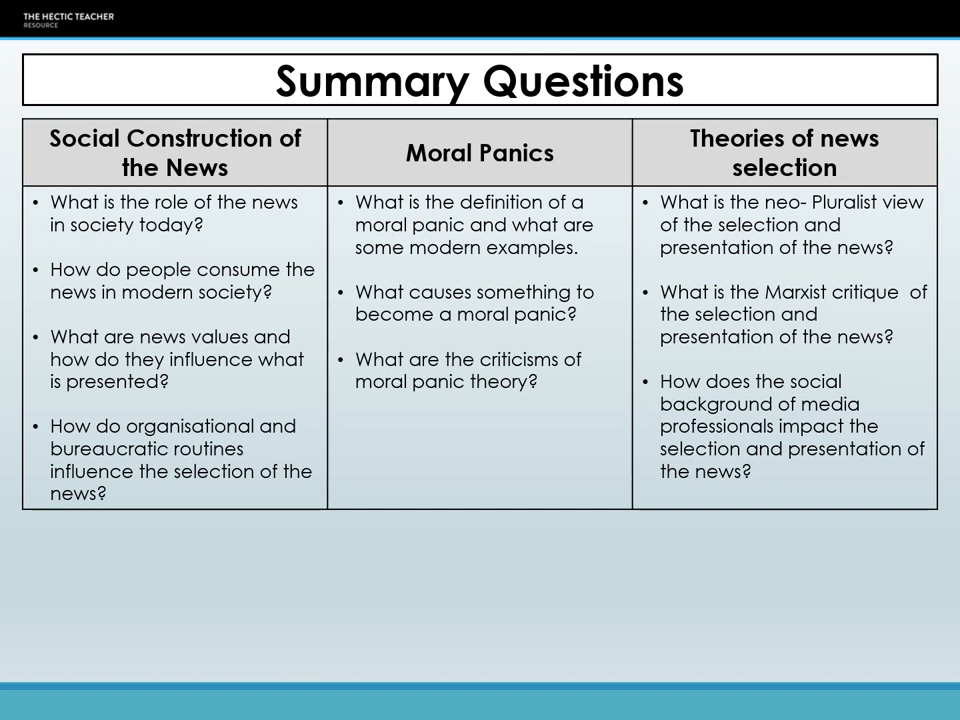 THE HECTIC TEACHER
RESOURCE
Summary Questions
Social Construction of
the News
• What is the role of the news
in society today?
• How do people consume the
news in modern society?
• What are news values and
how do they influence what
is presented?
• How do organisational and
bureaucratic routines
influence the selection of the
news?
Moral Panics
• What is the definition of a
moral panic and what are
some modern examples.
• What causes something to
become a moral panic?
• What are the criticisms of
moral panic theory?
Theories of news
selection
• What is the neo- Pluralist view
of the selection and
presentation of the news?
• What is the Marxist critique  of
the selection and
presentation of the news?
• How does the social
background of media
professionals impact the
selection and presentation of
the news?